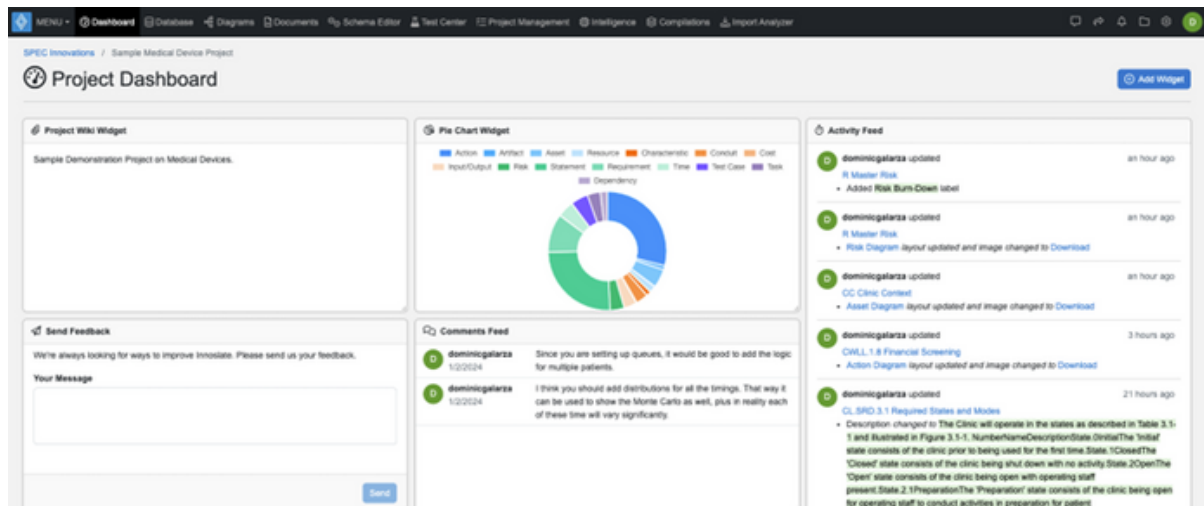 MENU
Dashboard
Database
Diagrams
Documents
Schema Editor
Test Center
Project Management
Intelligence
Compilations
Import Analyzer
D
SPEC Innovations / Sample Medical Device Project
Project Dashboard
Add Widget
Project Wiki Widget
Sample Demonstration Project on Medical Devices.
Pie Chart Widget
Action Artifact Asset Resource Characteristic Conduit Cost
Input/Output Risk Statement Requirement Time Test Case Task
Dependency
Activity Feed
D
dominicgalarza updated an hour ago
R Master Risk
• Added Risk Burn-Down label
D
dominicgalarza updated an hour ago
R Master Risk
• Risk Diagram layout updated and image changed to Download
D
dominicgalarza updated an hour ago
CC Clinic Context
• Asset Diagram layout updated and image changed to Download
D
dominicgalarza updated 3 hours ago
CWLL.1.8 Financial Screening
• Action Diagram layout updated and image changed to Download
D
dominicgalarza updated 21 hours ago
CL.SRD.3.1 Required States and Modes
• Description changed to The Clinic will operate in the states as described in Table 3.1-
1 and illustrated in Figure 3.1-1. NumberNameDescriptionState.0InitialThe 'Initial'
state consists of the clinic prior to being used for the first time.State.1ClosedThe
'Closed' state consists of the clinic being shut down with no activity.State.2OpenThe
'Open' state consists of the clinic being open with operating staff
present.State.2.1PreparationThe 'Preparation' state consists of the clinic being open
for operating staff to conduct activities in preparation for patient
Send Feedback
We're always looking for ways to improve Innoslate. Please send us your feedback.
Your Message
Send
Comments Feed
D
dominicgalarza
1/2/2024
Since you are setting up queues, it would be good to add the logic
for multiple patients.
D
dominicgalarza
1/2/2024
I think you should add distributions for all the timings. That way it
can be used to show the Monte Carlo as well, plus in reality each
of these time will vary significantly.